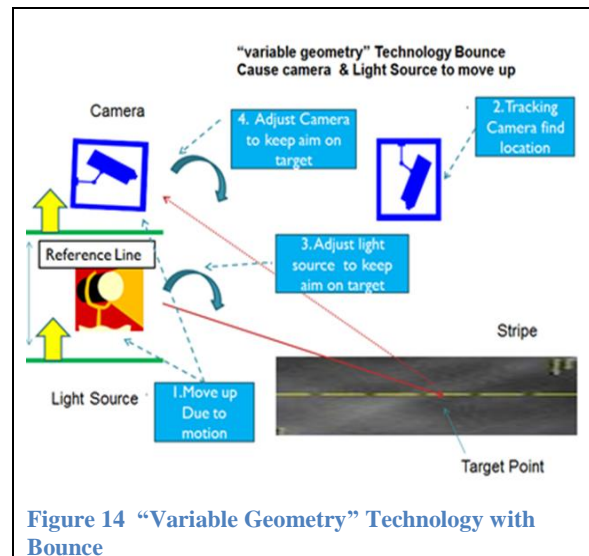 “variable geometry” Technology Bounce
Cause camera & Light Source to move up
Camera
4. Adjust Camera
to keep aim on
target
2.Tracking
Camera find
location
Reference Line
3.Adjust light
source to keep
aim on target
Stripe
Light Source
1.Move up
Due to
motion
Target Point
Figure 14 “Variable Geometry” Technology with
Bounce